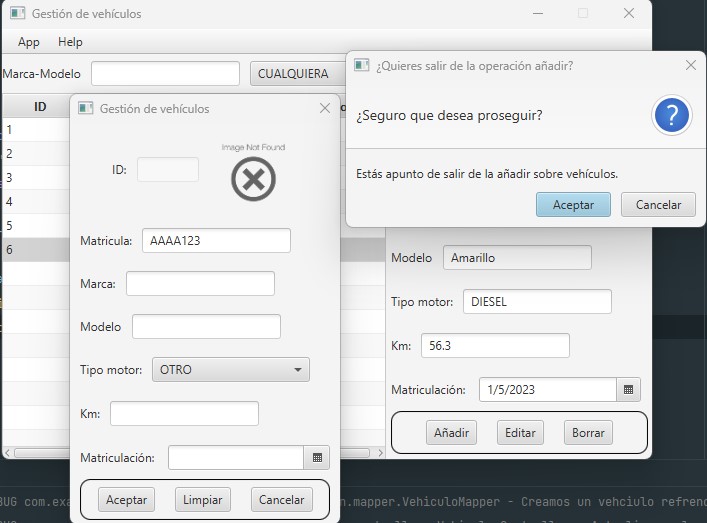 Gestión de vehículos
App Help
Marca-Modelo CUALQUIERA
ID
1
2
3
4
5
6
¿Quieres salir de la operación añadir?
¿Seguro que desea proseguir?
Estás apunto de salir de la añadir sobre vehículos.
Aceptar Cancelar
Gestión de vehículos
ID:
Image Not Found
Matricula: AAAA123
Marca:
Modelo
Tipo motor: OTRO
Km:
Matriculación:
Aceptar Limpiar Cancelar
Modelo Amarillo
Tipo motor: DIESEL
Km: 56.3
Matriculación: 1/5/2023
Añadir Editar Borrar
BUG com.exa n.mapper.VehiculoMapper - Creamos un vehciulo refrenc